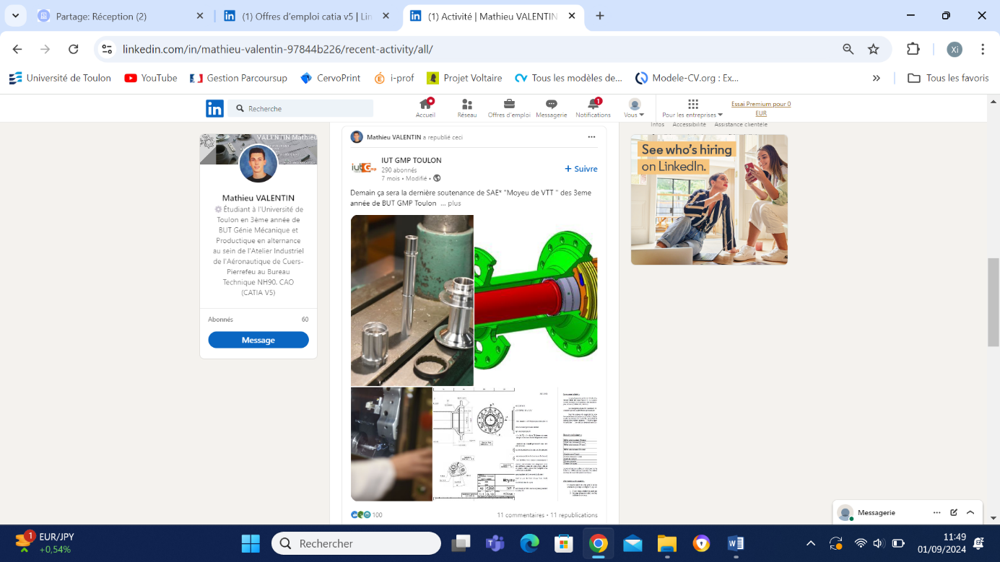 Partage: Réception (2)
(1) Offres d'emploi catia v5 | Lin
(1) Activité | Mathieu VALENTIN
linkedin.com/in/mathieu-valentin-97844b226/recent-activity/all/
Xi
Université de Toulon
YouTube
Gestion Parcoursup
CervoPrint
i-prof
Projet Voltaire
Tous les modèles de...
Modele-CV.org : Ex...
»
Tous les favoris
in
Recherche
Accueil
Réseau
Offres d'emploi
Messagerie
1
Notifications
Vous
Pour les entreprises
Essai Premium pour 0
EUR
Infos Accessibilité Assistance clientèle
VALENTIN Mathieu
Mathieu VALENTIN
Étudiant à l'Université de
Toulon en 3ème année de
BUT Génie Mécanique et
Productique en alternance
au sein de l'Atelier Industriel
de l'Aéronautique de Cuers-
Pierrefeu au Bureau
Technique NH90. CAO
(CATIA V5)
Abonnés 60
Message
Mathieu VALENTIN a republié ceci
iut G
IUT GMP TOULON
290 abonnés
7 mois • Modifié •
+ Suivre
Demain ça sera la dernière soutenance de SAE* "Moyeu de VTT " des 3eme
année de BUT GMP Toulon ... plus
Moyau
100
11 commentaires • 11 republications
See who's hiring
on LinkedIn.
Messagerie
1
EUR/JPY
+0,54%
Rechercher
11:49
01/09/2024